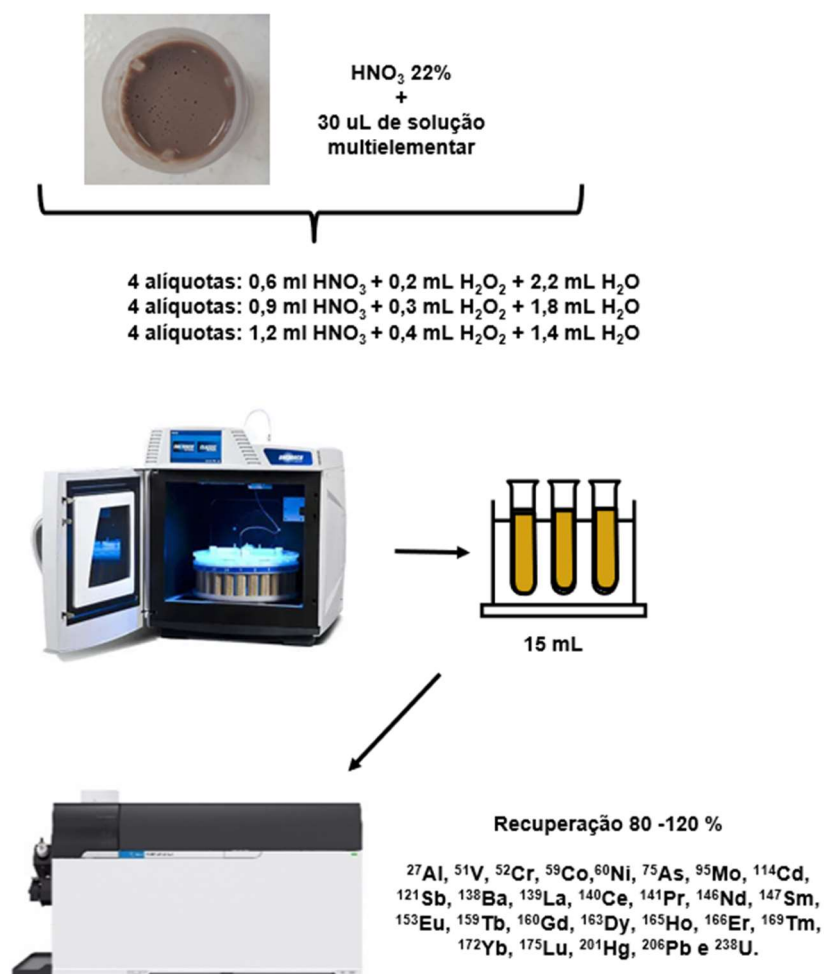 HNO₃ 22%
+
30 uL de solução
multielementar
4 alíquotas: 0,6 ml HNO₃ + 0,2 mL H₂O₂ + 2,2 mL H₂O
4 alíquotas: 0,9 ml HNO₃ + 0,3 mL H₂O₂ + 1,8 mL H₂O
4 alíquotas: 1,2 ml HNO₃ + 0,4 mL H₂O₂ + 1,4 mL H₂O
15 mL
Recuperação 80 -120 %
²⁷Al, ⁵¹V, ⁵²Cr, ⁵⁹Co,⁶⁰Ni, ⁷⁵As, ⁹⁵Mo, ¹¹⁴Cd,
¹²¹Sb, ¹³⁸Ba, ¹³⁹La, ¹⁴⁰Ce, ¹⁴¹Pr, ¹⁴⁶Nd, ¹⁴⁷Sm,
¹⁵³Eu, ¹⁵⁹Tb, ¹⁶⁰Gd, ¹⁶³Dy, ¹⁶⁵Ho, ¹⁶⁶Er, ¹⁶⁹Tm,
¹⁷²Yb, ¹⁷⁵Lu, ²⁰¹Hg, ²⁰⁶Pb e ²³⁸U.